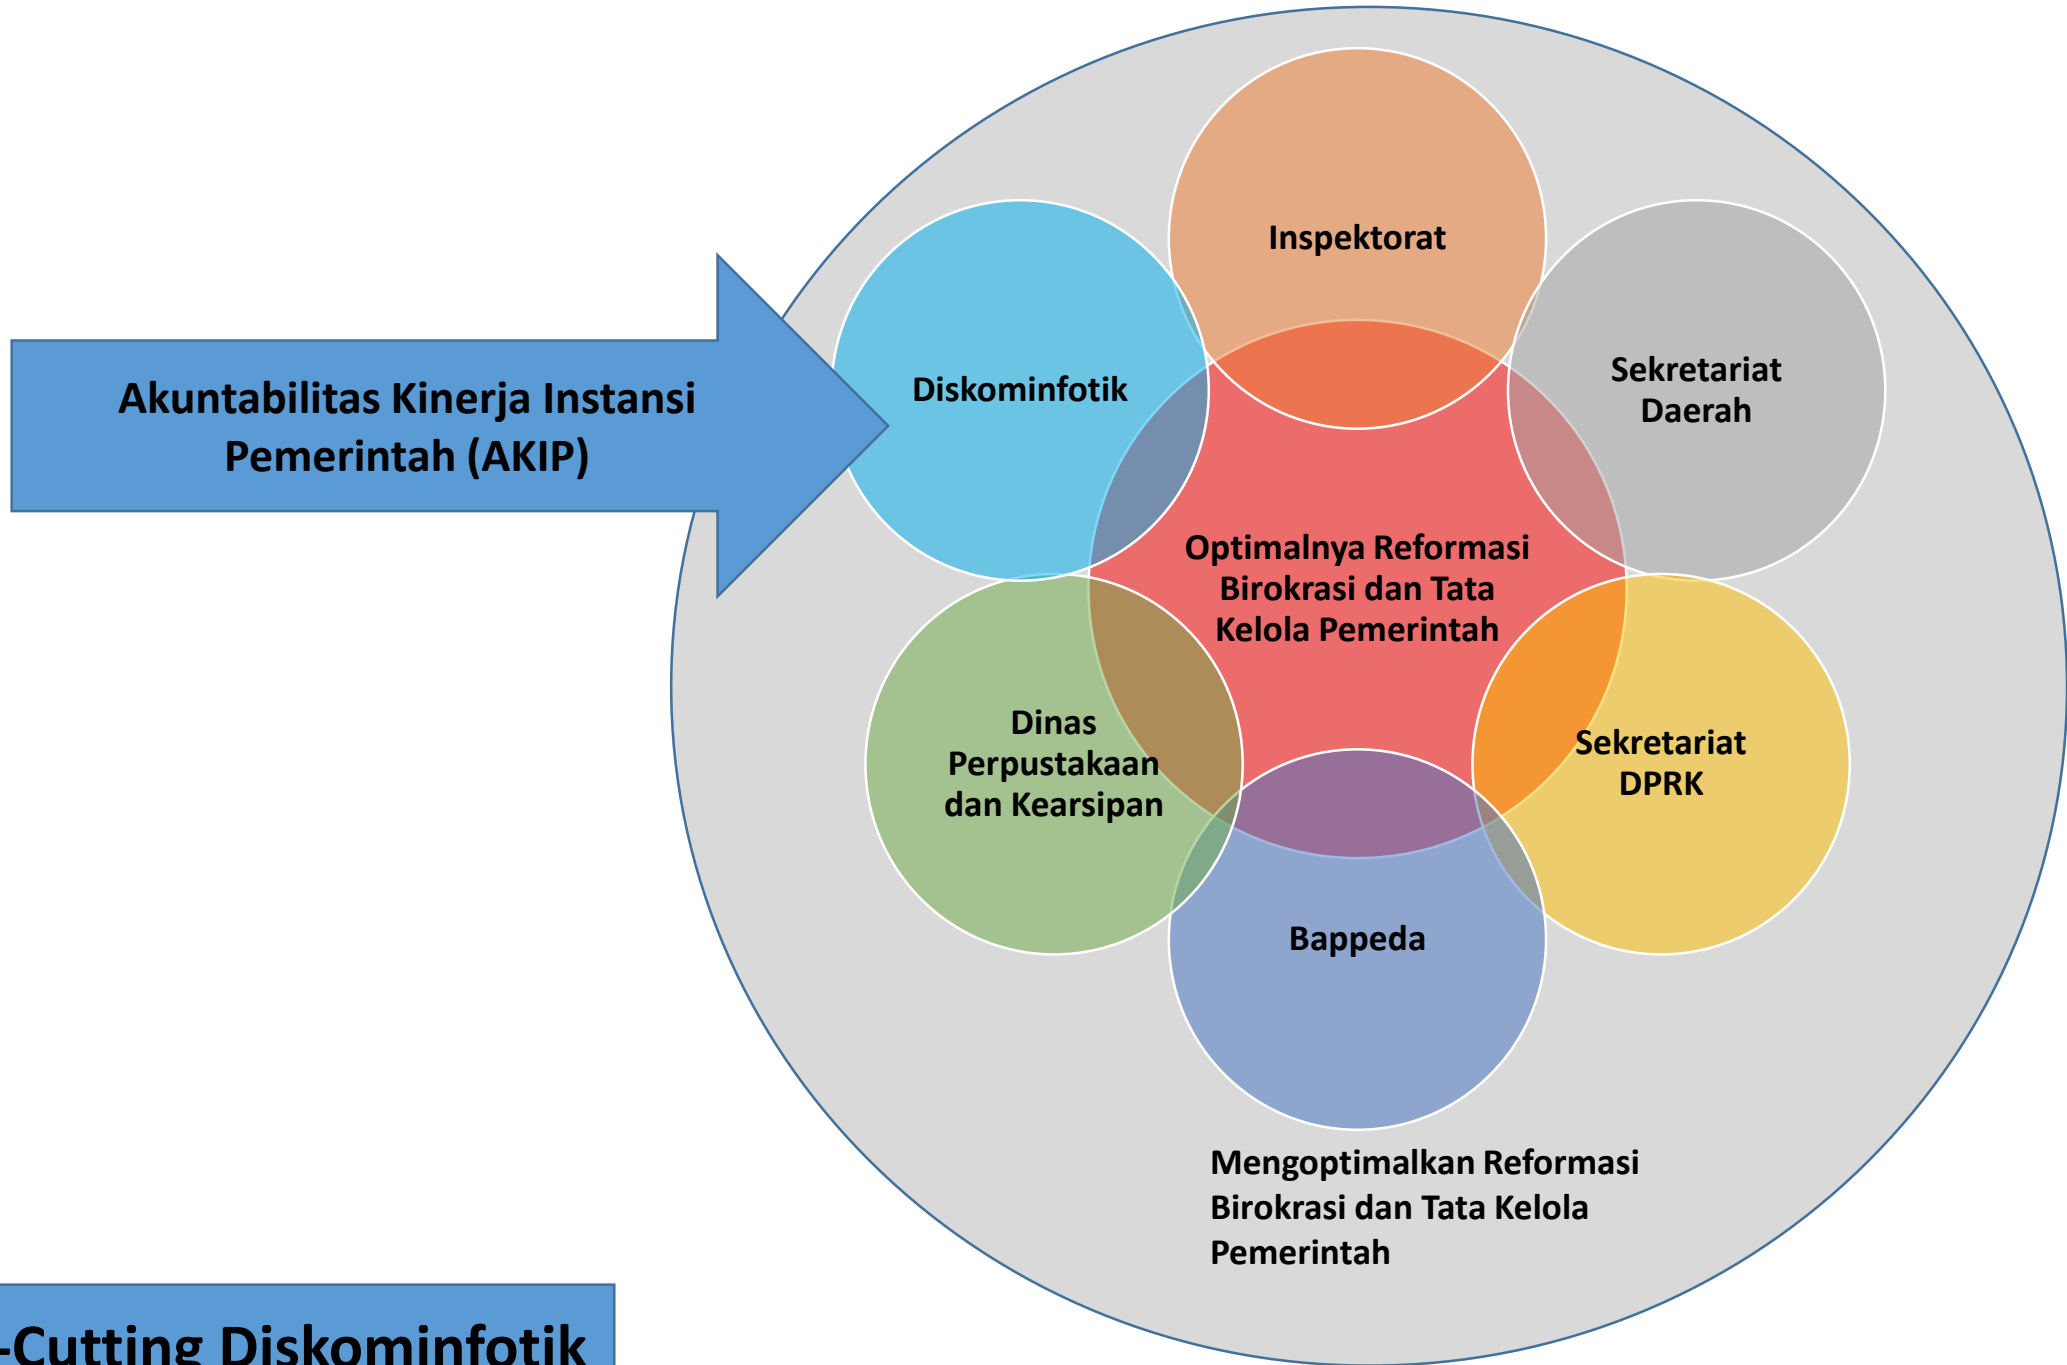 Inspektorat
Akuntabilitas Kinerja Instansi
Pemerintah (AKIP)
Diskominfotik
Sekretariat
Daerah
Optimalnya Reformasi
Birokrasi dan Tata
Kelola Pemerintah
Dinas
Perpustakaan
dan Kearsipan
Sekretariat
DPRK
Bappeda
Mengoptimalkan Reformasi
Birokrasi dan Tata Kelola
Pemerintah
-Cutting Diskominfotik